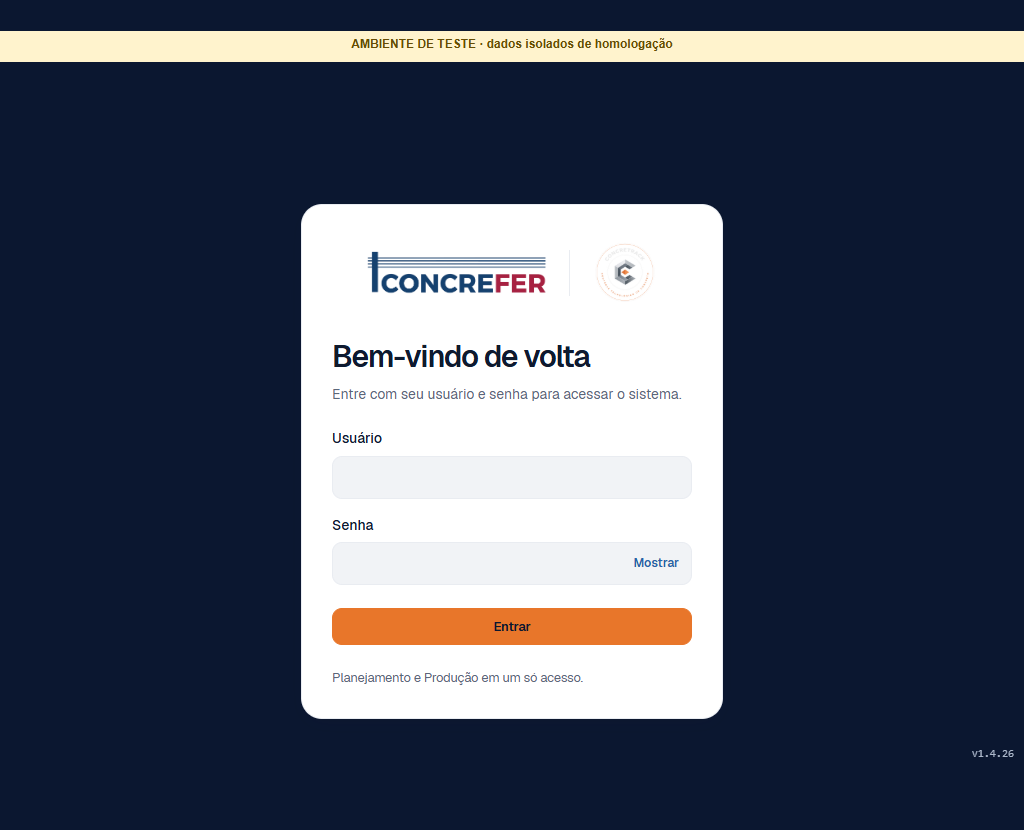 AMBIENTE DE TESTE · dados isolados de homologação
CONCREFER
Bem-vindo de volta
Entre com seu usuário e senha para acessar o sistema.
Usuário
Senha
Mostrar
Entrar
Planejamento e Produção em um só acesso.
v1.4.26